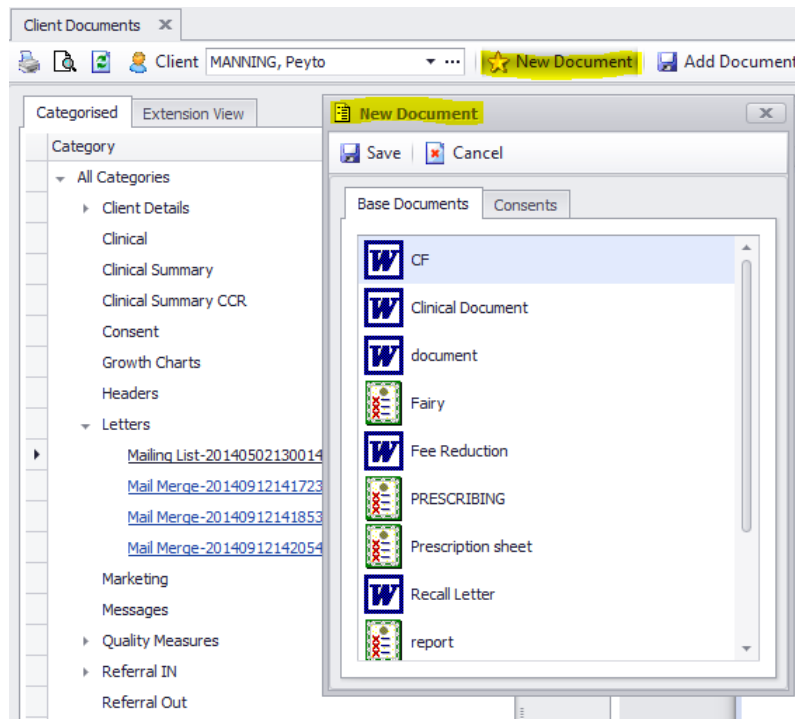 Client Documents
Client MANNING, Peyto New Document Add Document
Categorised Extension View
Category
All Categories
Client Details
Clinical
Clinical Summary
Clinical Summary CCR
Consent
Growth Charts
Headers
Letters
Mailing List-20140502130014
Mail Merge-20140912141723
Mail Merge-20140912141853
Mail Merge-20140912142054
Marketing
Messages
Quality Measures
Referral IN
Referral Out
New Document
Save Cancel
Base Documents Consents
CF
Clinical Document
document
Fairy
Fee Reduction
PRESCRIBING
Prescription sheet
Recall Letter
report